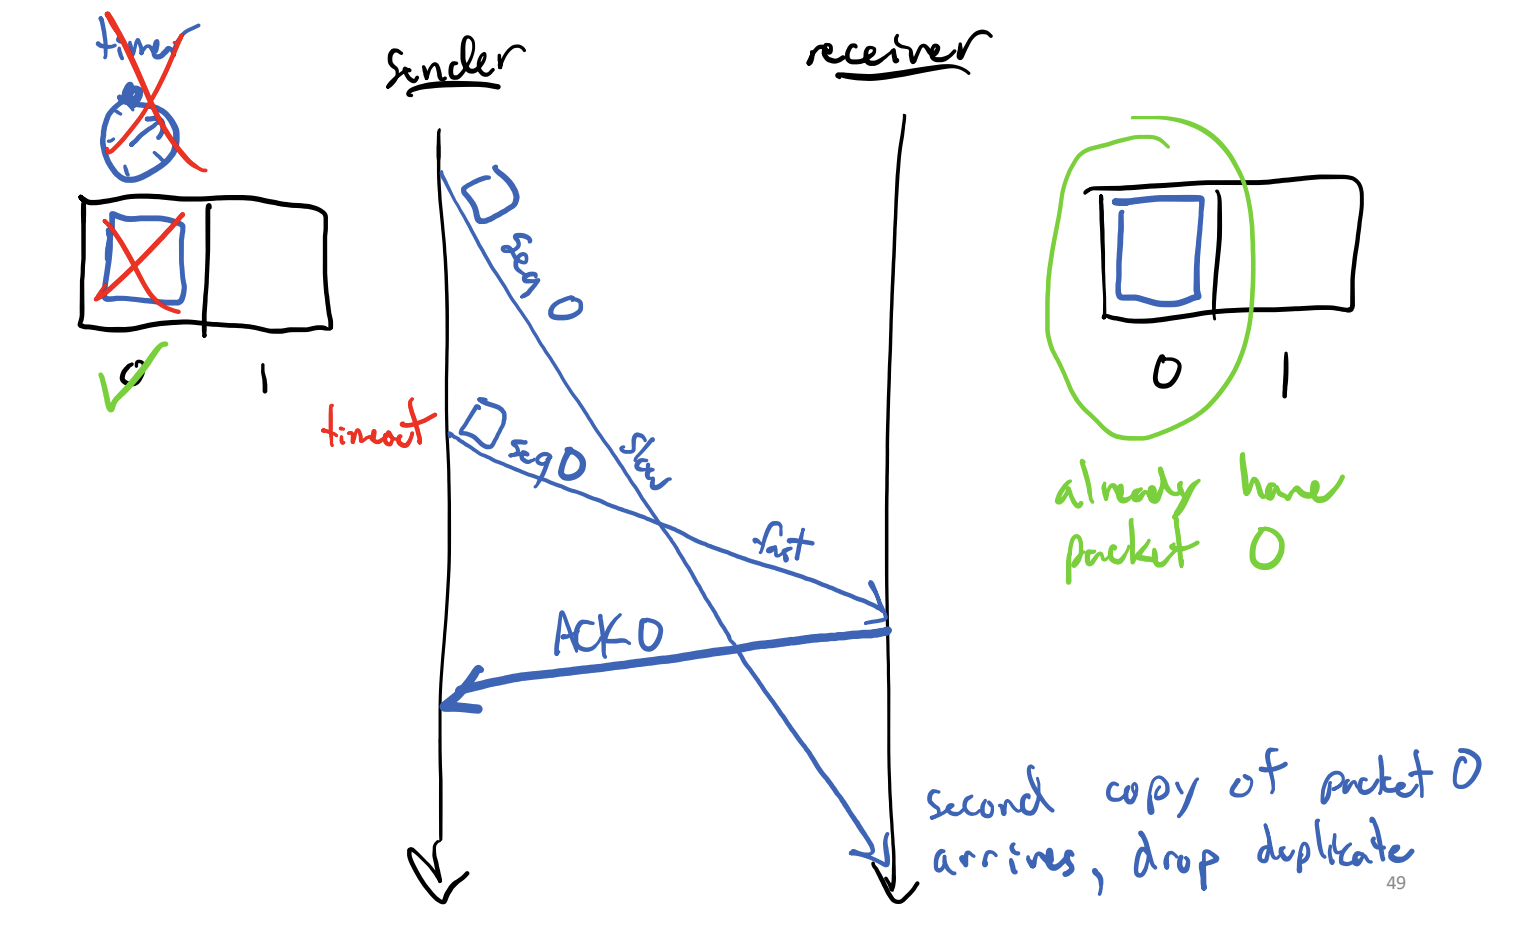 timer
sender
receiver
seq 0
0
1
timeout
seq 0
slow
fast
ACK 0
0
1
already have
packet 0
second copy of packet 0
arrives, drop duplicate
49